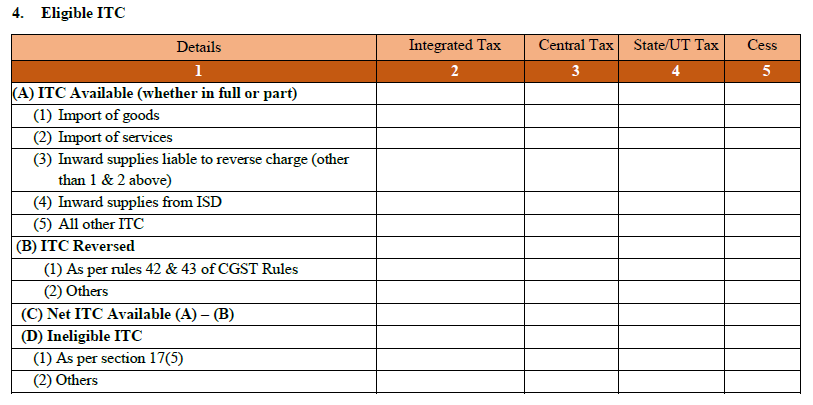 4. Eligible ITC
Details Integrated Tax Central Tax State/UT Tax Cess
1 2 3 4 5
(A) ITC Available (whether in full or part)
(1) Import of goods
(2) Import of services
(3) Inward supplies liable to reverse charge (other
than 1 & 2 above)
(4) Inward supplies from ISD
(5) All other ITC
(B) ITC Reversed
(1) As per rules 42 & 43 of CGST Rules
(2) Others
(C) Net ITC Available (A) – (B)
(D) Ineligible ITC
(1) As per section 17(5)
(2) Others